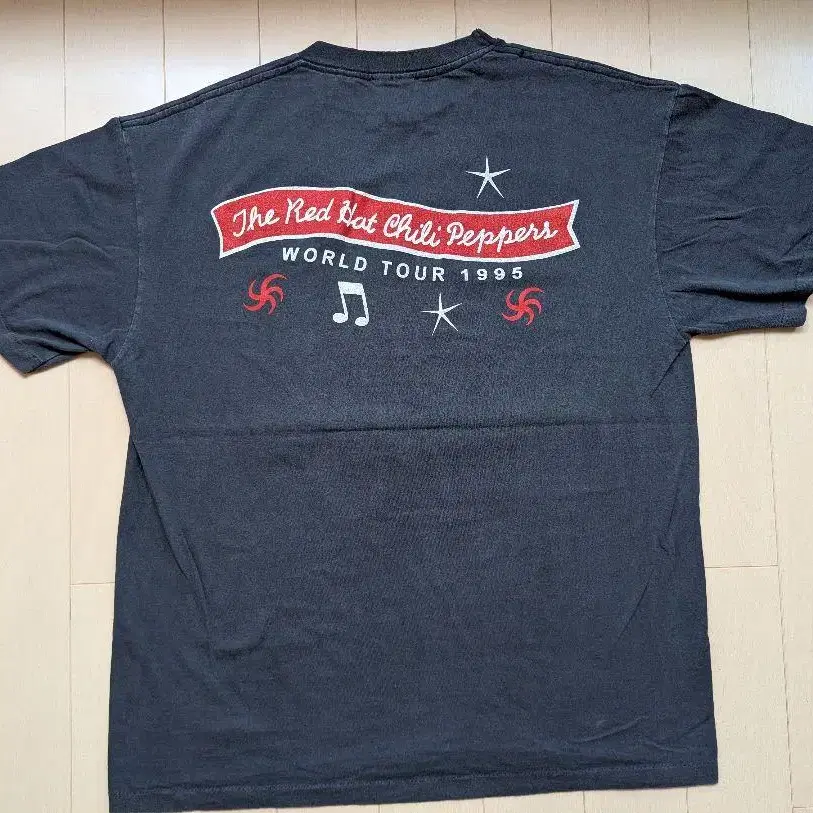 The Red Hot Chili Peppers
WORLD TOUR 1995